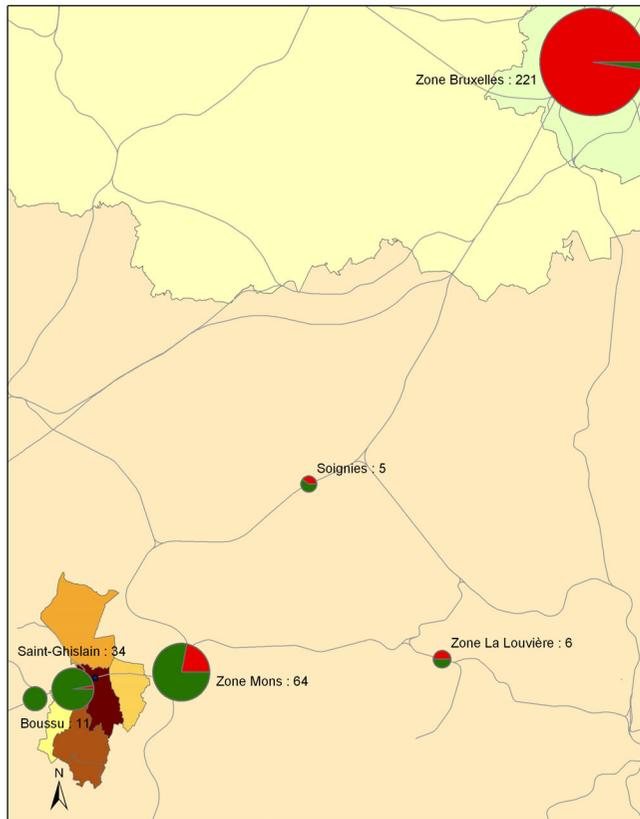 Zone Bruxelles : 221
Soignies : 5
Zone La Louvière : 6
Saint-Ghislain : 34
Zone Mons : 64
Boussu : 11
N